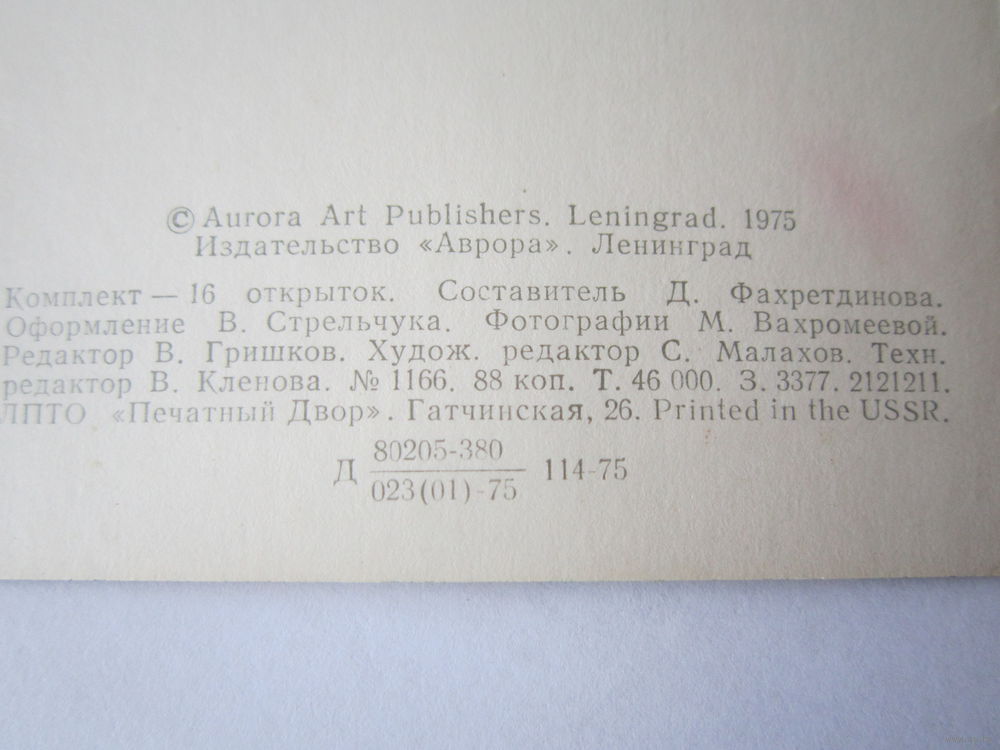 © Aurora Art Publishers. Leningrad. 1975
Издательство «Аврора». Ленинград
Комплект — 16 открыток. Составитель Д. Фахретдинова.
Оформление В. Стрельчука. Фотографии М. Вахромеевой.
Редактор В. Гришков. Худож. редактор С. Малахов. Техн.
редактор В. Кленова. № 1166. 88 коп. Т. 46 000. З. 3377. 2121211.
ЛПТО «Печатный Двор». Гатчинская, 26. Printed in the USSR.
Д 80205-380 114-75
023(01)-75